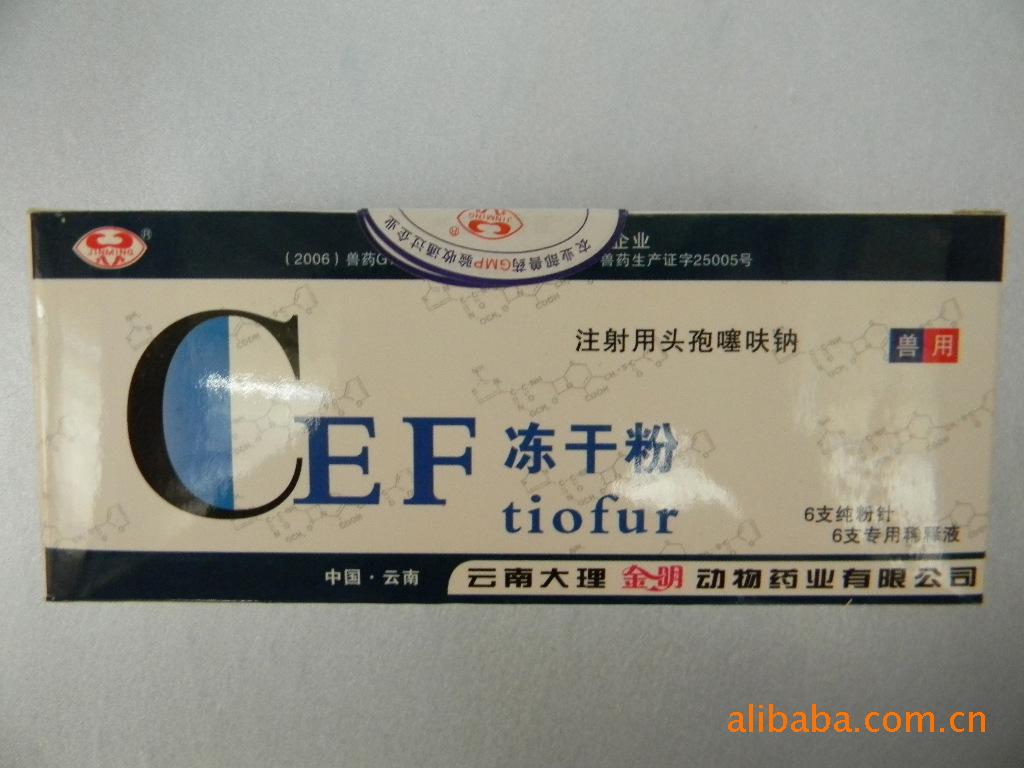 企业
JINMING ®
(2006) 兽药G
兽药生产证字25005号
农业部兽药GMP验收通过企业
JINMING
注射用头孢噻呋钠
兽用
CEF 冻干粉
tiofur
6支纯粉针
6支专用稀释液
中国·云南
云南大理 金明 动物药业有限公司
alibaba.com.cn